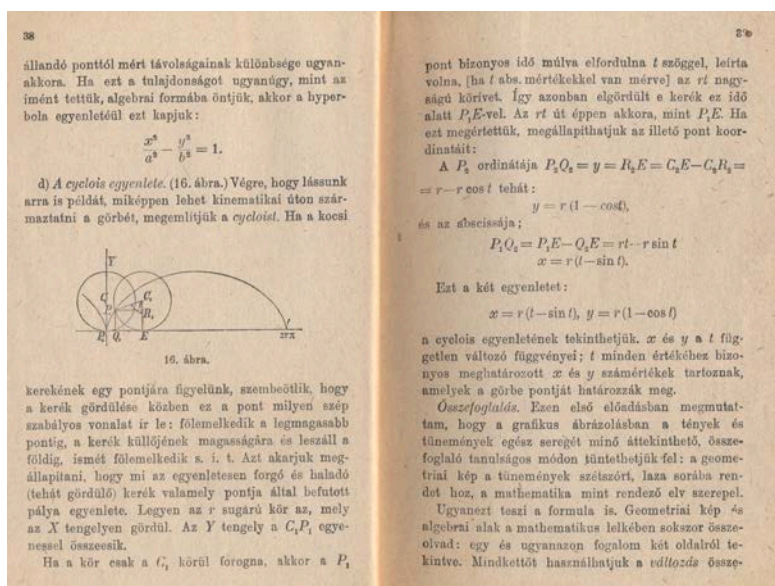 38
állandó ponttól mért távolságainak különbsége ugyan-
akkora. Ha ezt a tulajdonságot ugyanúgy, mint az
imént tettük, algebrai formába öntjük, akkor a hyper-
bola egyenletéül ezt kapjuk:
x²/a² — y²/b² = 1.
d) A cyclois egyenlete. (16. ábra.) Végre, hogy lássunk
arra is példát, miképpen lehet kinematikai úton szár-
maztatni a görbét, megemlítjük a cycloist. Ha a kocsi
Y
C₁
R₁
E
2rπ
16. ábra.
kerekének egy pontjára figyelünk, szembeötlik, hogy
a kerék gördülése közben ez a pont milyen szép
szabályos vonalat ír le: fölemelkedik a legmagasabb
pontig, a kerék küllőjének magasságára és leszáll a
földig, ismét fölemelkedik s. i. t. Azt akarjuk meg-
állapítani, hogy mi az egyenletesen forgó és haladó
(tehát gördülő) kerék valamely pontja által befutott
pálya egyenlete. Legyen az r sugárú kör az, mely
az X tengelyen gördül. Az Y tengely a C₁P₁ egye-
nessel összeesik.
Ha a kör csak a C₁ körül forogna, akkor a P₁
pont bizonyos idő múlva elfordulna t szöggel, leírta
volna, [ha t abs. mértékekkel van mérve] az rt nagy-
ságú körívet. Így azonban elgördült e kerék ez idő
alatt P₁E-vel. Az rt út éppen akkora, mint P₁E. Ha
ezt megértettük, megállapíthatjuk az illető pont koor-
dinatáit:
A P₂ ordinátája P₂Q₂ = y = R₂E = C₂E—C₂R₂ =
= r—r cos t tehát:
y = r (1 — cost),
és az abscissája;
P₁Q₂ = P₁E— Q₂E = rt—r sin t
x = r (t—sin t).
Ezt a két egyenletet:
x = r (t—sin t), y = r (1—cos t)
a cyclois egyenletének tekinthetjük. x és y a t füg-
getlen változó függvényei; t minden értékéhez bizo-
nyos meghatározott x és y számértékek tartoznak,
amelyek a görbe pontját határozzák meg.
Összefoglalás. Ezen első előadásban megmutat-
tam, hogy a grafikus ábrázolásban a tények és
tünemények egész seregét minő áttekinthető, össze-
foglaló tanulságos módon tüntethetjük fel: a geome-
triai kép a tünemények szétszórt, laza sorába ren-
det hoz, a mathematika mint rendező elv szerepel.
Ugyanezt teszi a formula is. Geometriai kép és
algebrai alak a mathematikus lelkében sokszor össze-
olvad: egy és ugyanazon fogalom két oldalról te-
kintve. Mindkettőt használhatjuk a változás össze-